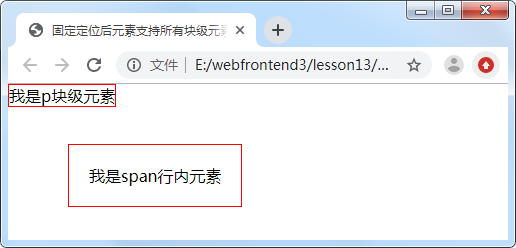 固定定位后元素支持所有块级元
文件
E:/webfrontend3/lesson13/...
我是p块级元素
我是span行内元素